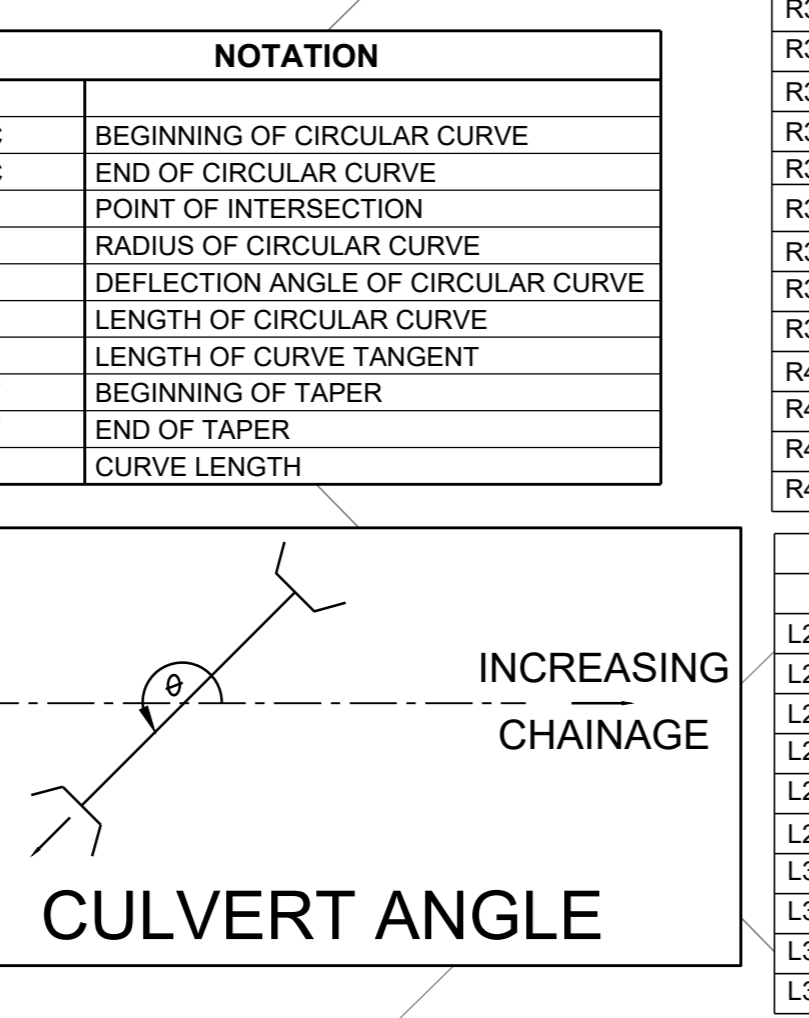 NOTATION
BEGINNING OF CIRCULAR CURVE
END OF CIRCULAR CURVE
POINT OF INTERSECTION
RADIUS OF CIRCULAR CURVE
DEFLECTION ANGLE OF CIRCULAR CURVE
LENGTH OF CIRCULAR CURVE
LENGTH OF CURVE TANGENT
BEGINNING OF TAPER
END OF TAPER
CURVE LENGTH
θ
INCREASING
CHAINAGE
CULVERT ANGLE